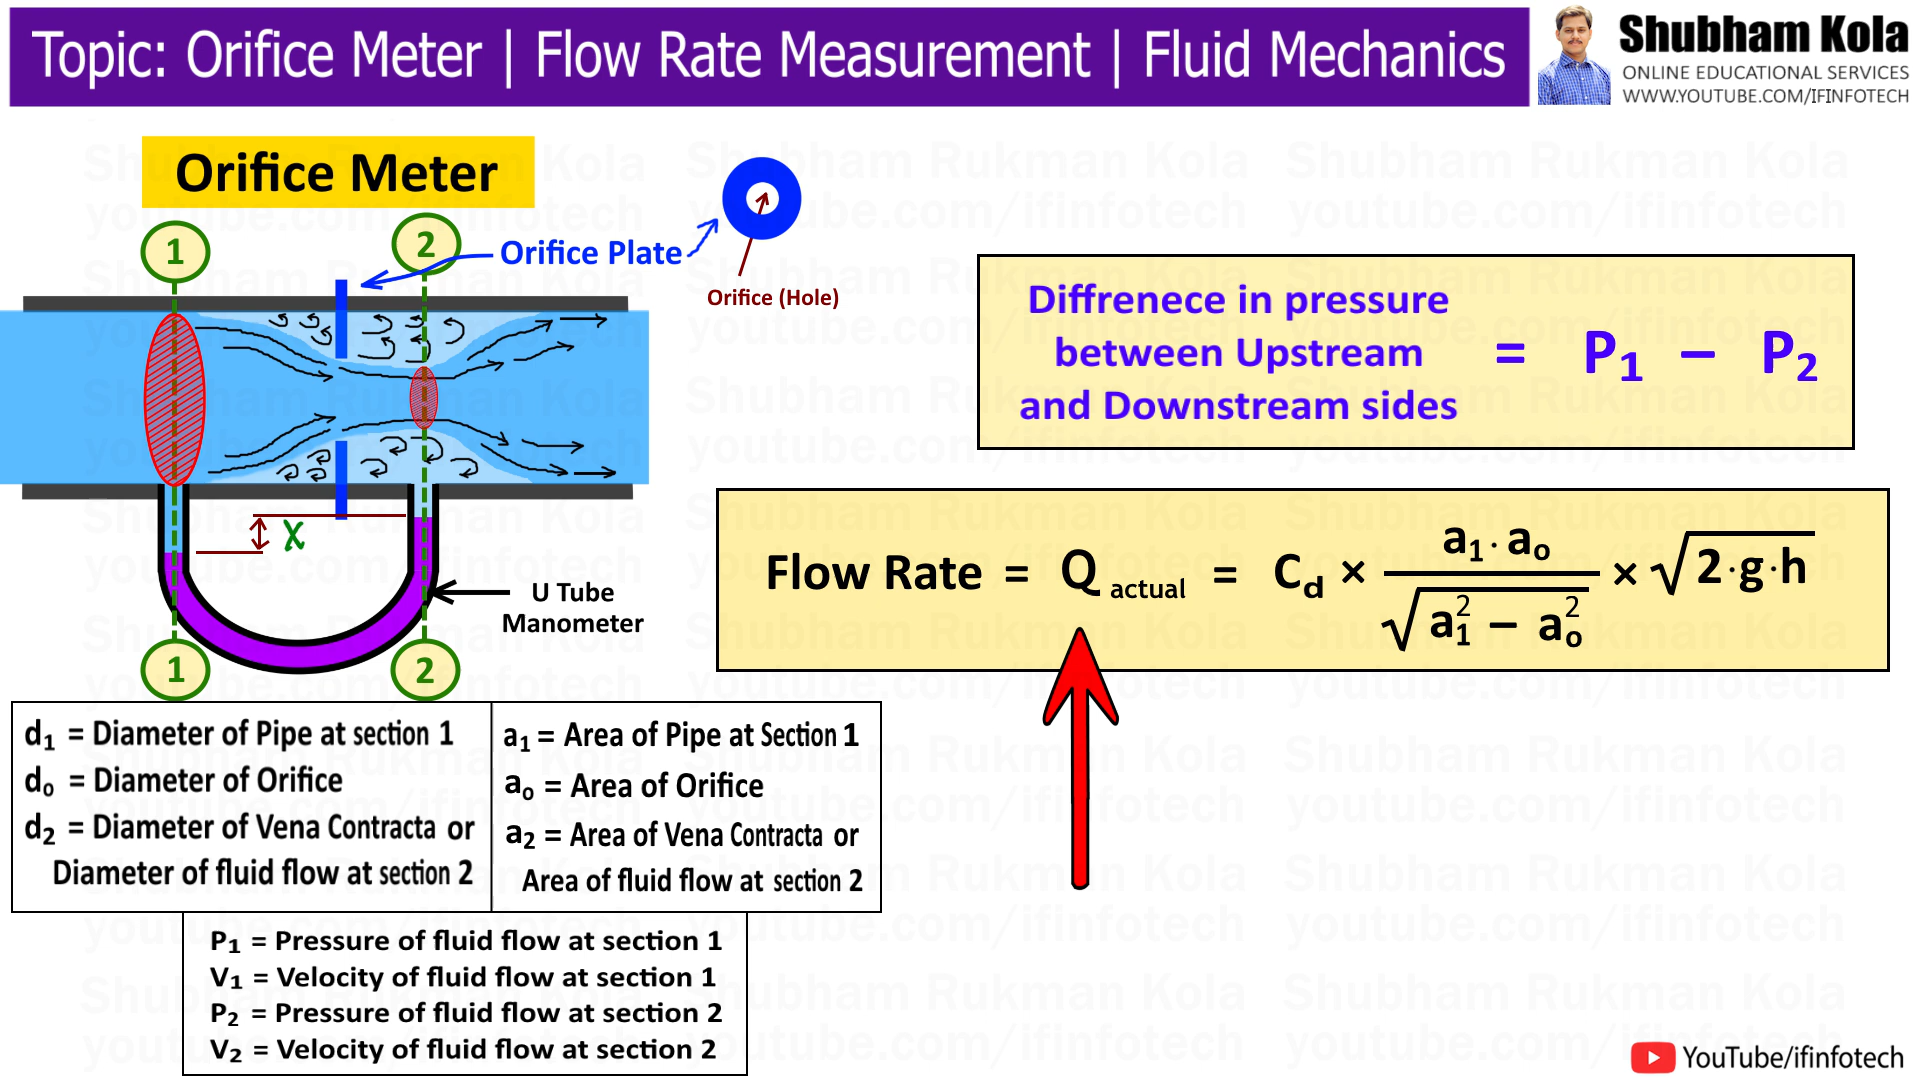 Topic: Orifice Meter | Flow Rate Measurement | Fluid Mechanics
Shubham Kola
ONLINE EDUCATIONAL SERVICES
WWW.YOUTUBE.COM/IFINFOTECH
Orifice Meter
1
2
Orifice Plate
Orifice (Hole)
X
U Tube
Manometer
1
2
Diffrenece in pressure
between Upstream
and Downstream sides
= P₁ − P₂
Flow Rate = Q actual = Cd × a₁·aₒ / √(a₁² − aₒ²) × √(2·g·h)
d₁ = Diameter of Pipe at section 1
dₒ = Diameter of Orifice
d₂ = Diameter of Vena Contracta or
Diameter of fluid flow at section 2
a₁ = Area of Pipe at Section 1
aₒ = Area of Orifice
a₂ = Area of Vena Contracta or
Area of fluid flow at section 2
P₁ = Pressure of fluid flow at section 1
V₁ = Velocity of fluid flow at section 1
P₂ = Pressure of fluid flow at section 2
V₂ = Velocity of fluid flow at section 2
YouTube/ifinfotech
Shubham Rukman Kola
youtube.com/ifinfotech